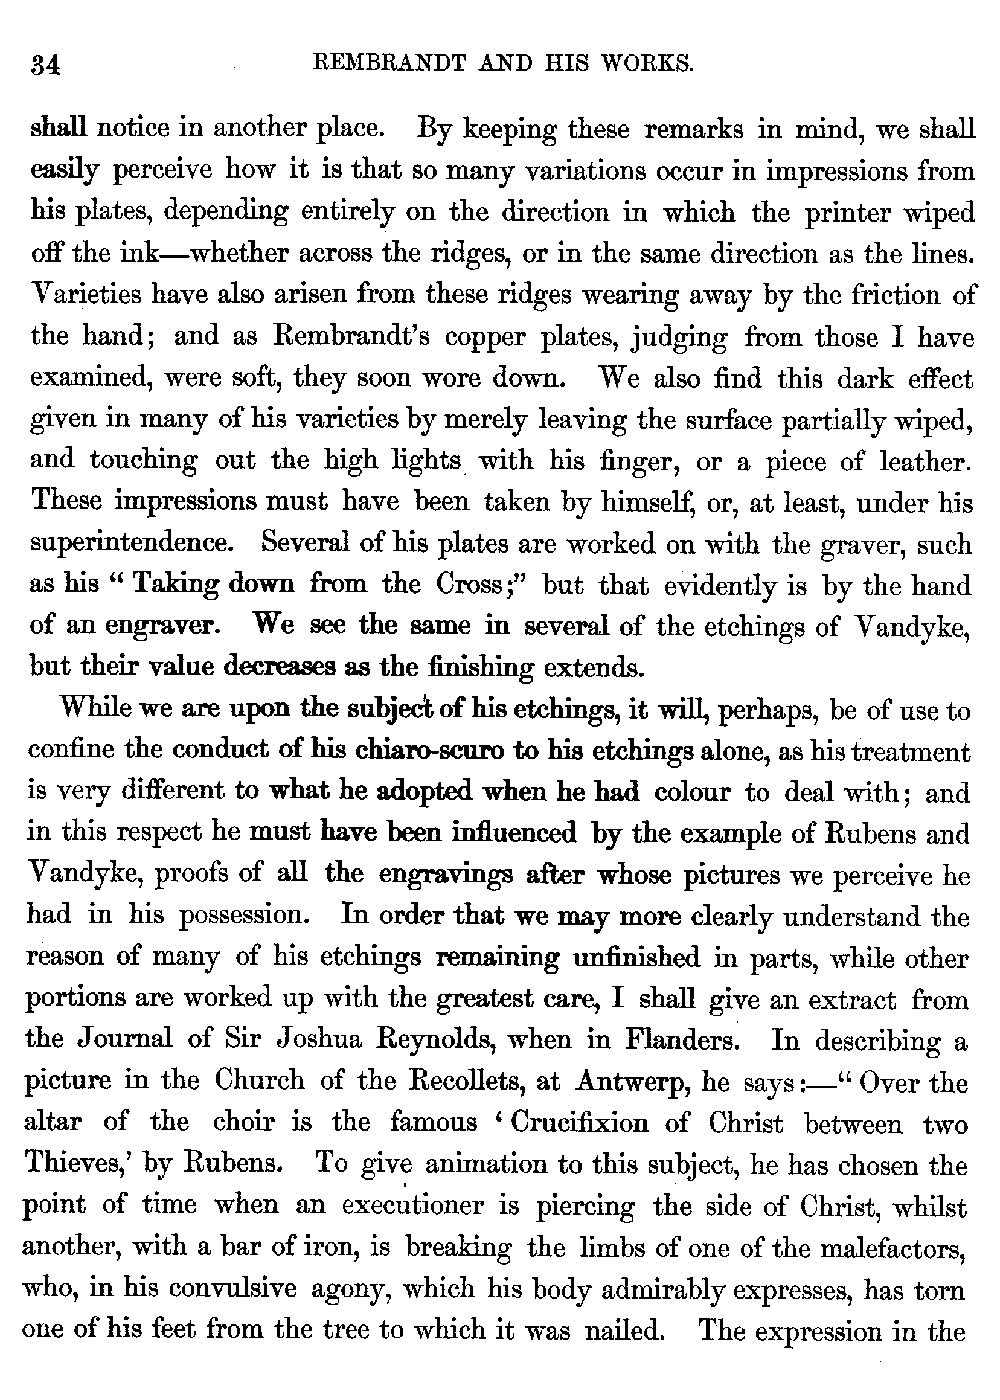 34 REMBRANDT AND HIS WORKS.
shall notice in another place. By keeping these remarks in mind, we shall
easily perceive how it is that so many variations occur in impressions from
his plates, depending entirely on the direction in which the printer wiped
off the ink—whether across the ridges, or in the same direction as the lines.
Varieties have also arisen from these ridges wearing away by the friction of
the hand; and as Rembrandt's copper plates, judging from those I have
examined, were soft, they soon wore down. We also find this dark effect
given in many of his varieties by merely leaving the surface partially wiped,
and touching out the high lights with his finger, or a piece of leather.
These impressions must have been taken by himself, or, at least, under his
superintendence. Several of his plates are worked on with the graver, such
as his “ Taking down from the Cross;” but that evidently is by the hand
of an engraver. We see the same in several of the etchings of Vandyke,
but their value decreases as the finishing extends.
While we are upon the subject of his etchings, it will, perhaps, be of use to
confine the conduct of his chiaro-scuro to his etchings alone, as his treatment
is very different to what he adopted when he had colour to deal with; and
in this respect he must have been influenced by the example of Rubens and
Vandyke, proofs of all the engravings after whose pictures we perceive he
had in his possession. In order that we may more clearly understand the
reason of many of his etchings remaining unfinished in parts, while other
portions are worked up with the greatest care, I shall give an extract from
the Journal of Sir Joshua Reynolds, when in Flanders. In describing a
picture in the Church of the Recollets, at Antwerp, he says:—“ Over the
altar of the choir is the famous ‘ Crucifixion of Christ between two
Thieves,’ by Rubens. To give animation to this subject, he has chosen the
point of time when an executioner is piercing the side of Christ, whilst
another, with a bar of iron, is breaking the limbs of one of the malefactors,
who, in his convulsive agony, which his body admirably expresses, has torn
one of his feet from the tree to which it was nailed. The expression in the